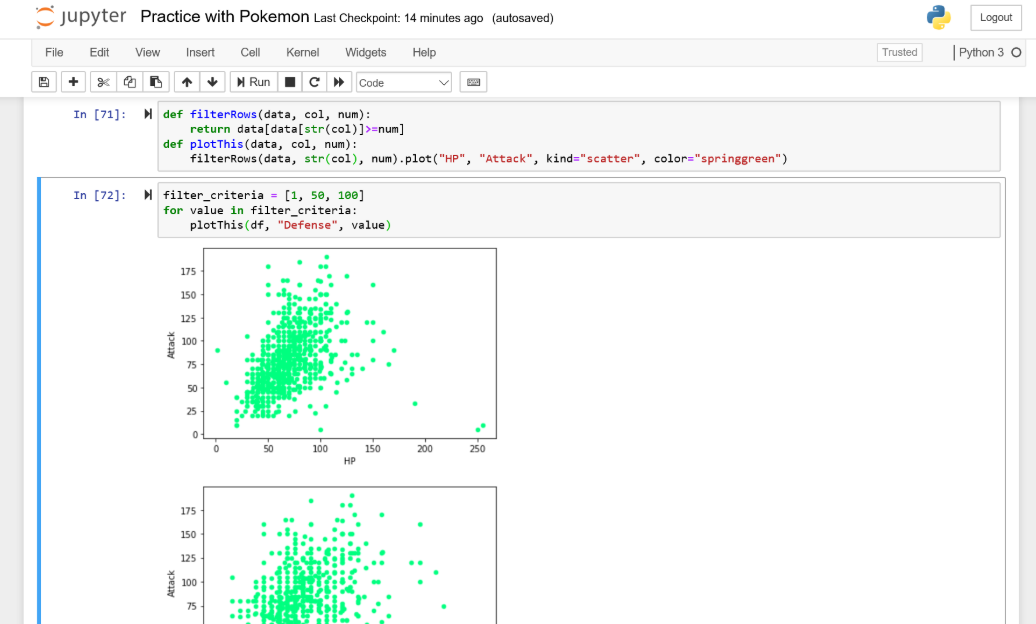 jupyter Practice with Pokemon Last Checkpoint: 14 minutes ago (autosaved)
Logout
File Edit View Insert Cell Kernel Widgets Help
Trusted
Python 3
Run
Code
In [71]:
def filterRows(data, col, num):
    return data[data[str(col)]>=num]
def plotThis(data, col, num):
    filterRows(data, str(col), num).plot("HP", "Attack", kind="scatter", color="springgreen")
In [72]:
filter_criteria = [1, 50, 100]
for value in filter_criteria:
    plotThis(df, "Defense", value)
175
150
125
100
75
50
25
0
Attack
0 50 100 150 200 250
HP
175
150
125
100
75
Attack